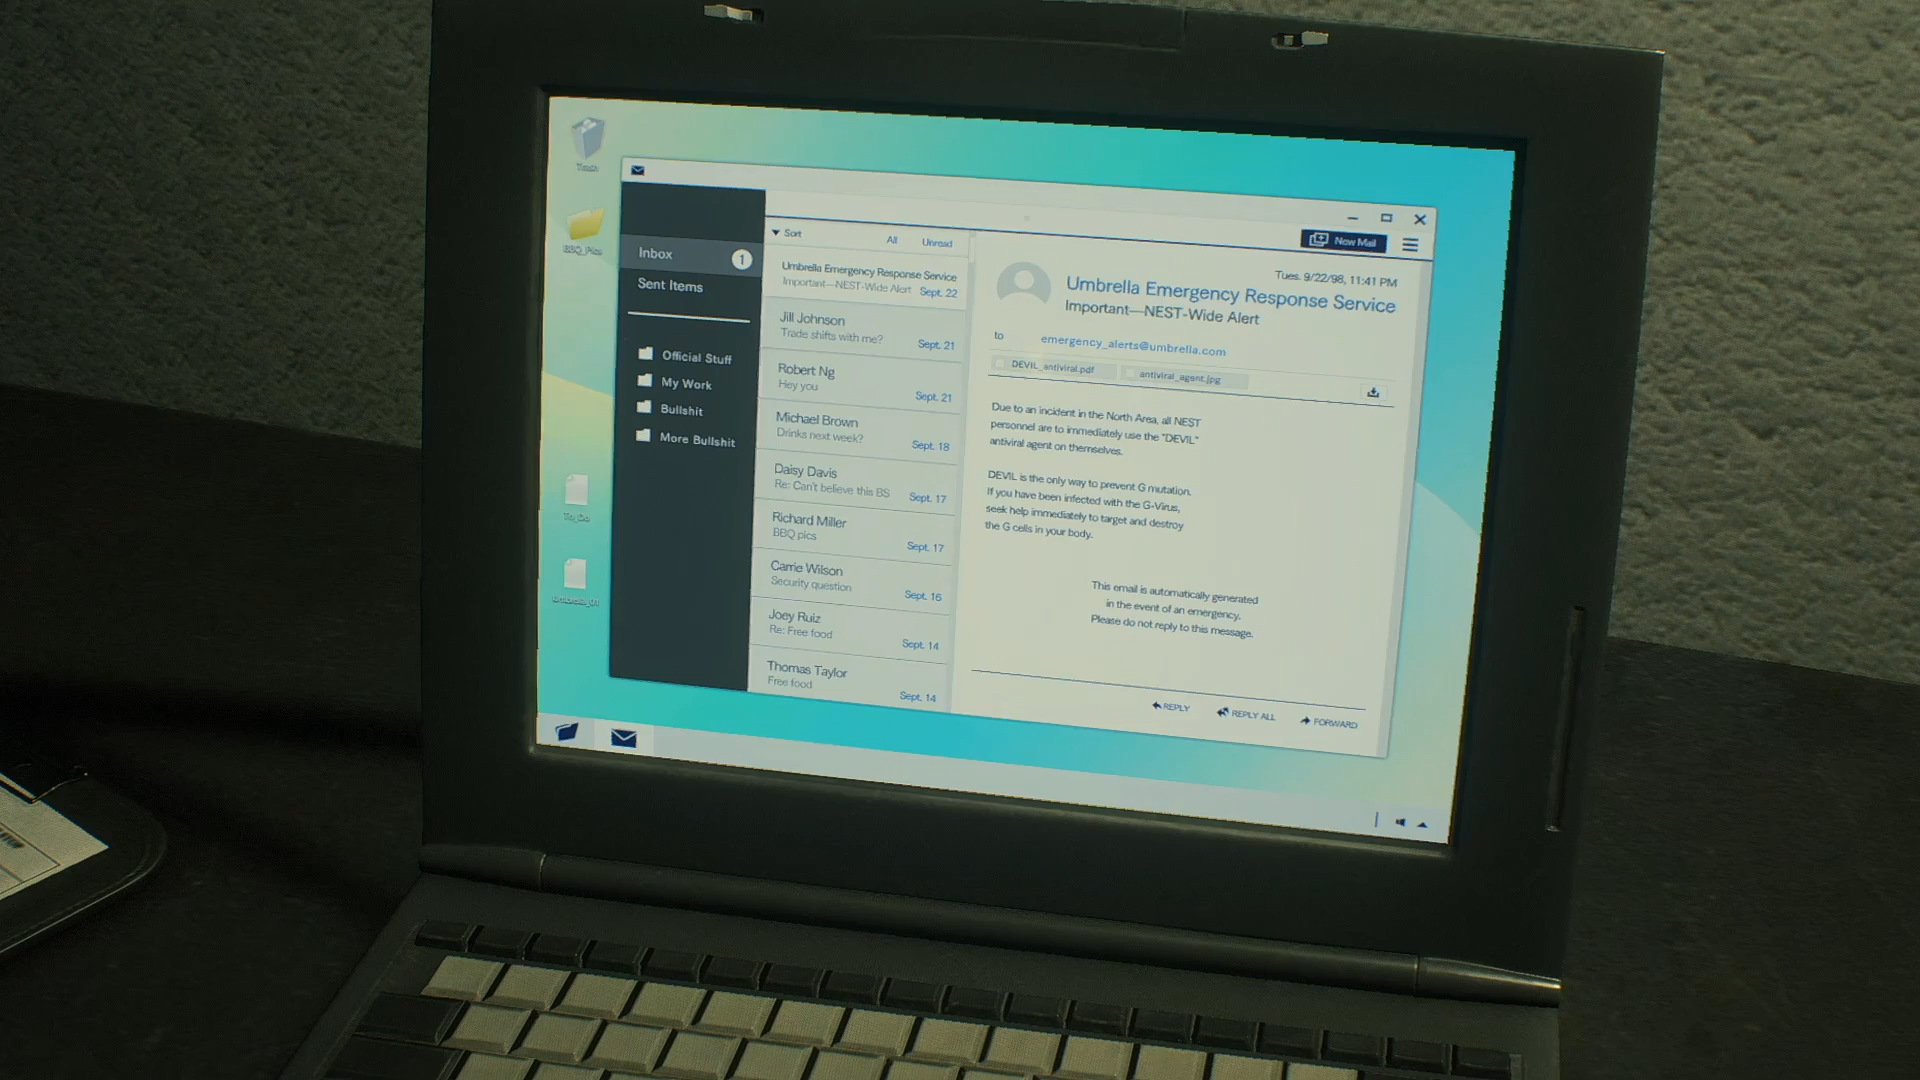 Trash
BBQ_Pics
To_Do
Umbrella_01
Inbox
1
Sent Items
Official Stuff
My Work
Bullshit
More Bullshit
Sort
All
Unread
Umbrella Emergency Response Service
Important—NEST-Wide Alert
Sept. 22
Jill Johnson
Trade shifts with me?
Sept. 21
Robert Ng
Hey you
Sept. 21
Michael Brown
Drinks next week?
Sept. 18
Daisy Davis
Re: Can't believe this BS
Sept. 17
Richard Miller
BBQ pics
Sept. 17
Carrie Wilson
Security question
Sept. 16
Joey Ruiz
Re: Free food
Sept. 14
Thomas Taylor
Free food
Sept. 14
New Mail
Tues. 9/22/98, 11:41 PM
Umbrella Emergency Response Service
Important—NEST-Wide Alert
to
emergency_alerts@umbrella.com
DEVIL_antiviral.pdf
antiviral_agent.jpg
Due to an incident in the North Area, all NEST
personnel are to immediately use the "DEVIL"
antiviral agent on themselves.
DEVIL is the only way to prevent G mutation.
If you have been infected with the G-Virus,
seek help immediately to target and destroy
the G cells in your body.
This email is automatically generated
in the event of an emergency.
Please do not reply to this message.
REPLY
REPLY ALL
FORWARD